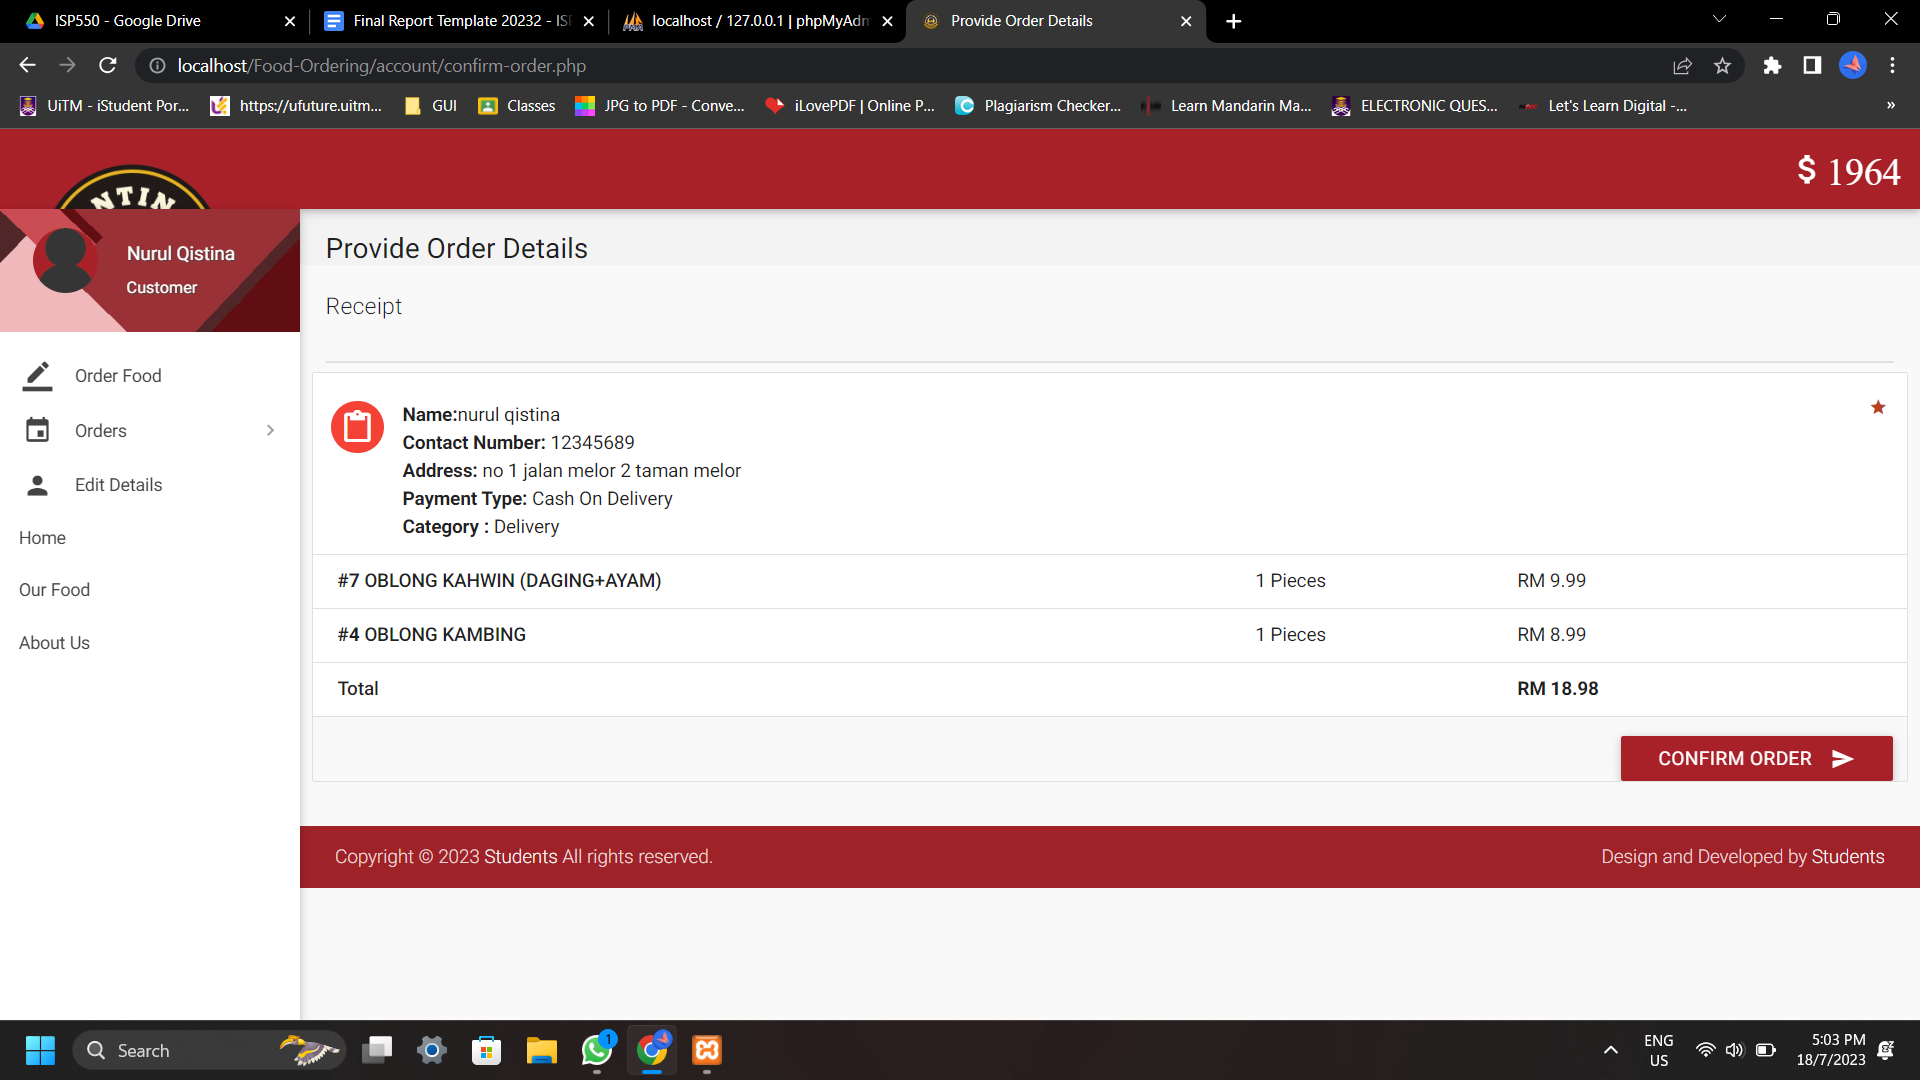 ISP550 - Google Drive
Final Report Template 20232 - ISP
localhost / 127.0.0.1 | phpMyAdm
Provide Order Details
localhost/Food-Ordering/account/confirm-order.php
UiTM - iStudent Por...
https://ufuture.uitm...
GUI
Classes
JPG to PDF - Conve...
iLovePDF | Online P...
Plagiarism Checker...
Learn Mandarin Ma...
ELECTRONIC QUES...
Let's Learn Digital -...
»
NTIN
$ 1964
Nurul Qistina
Customer
Order Food
Orders
Edit Details
Home
Our Food
About Us
Provide Order Details
Receipt
Name:nurul qistina
Contact Number: 12345689
Address: no 1 jalan melor 2 taman melor
Payment Type: Cash On Delivery
Category : Delivery
#7 OBLONG KAHWIN (DAGING+AYAM) 1 Pieces RM 9.99
#4 OBLONG KAMBING 1 Pieces RM 8.99
Total RM 18.98
CONFIRM ORDER
Copyright © 2023 Students All rights reserved.
Design and Developed by Students
Search
1
ENG
US
5:03 PM
18/7/2023